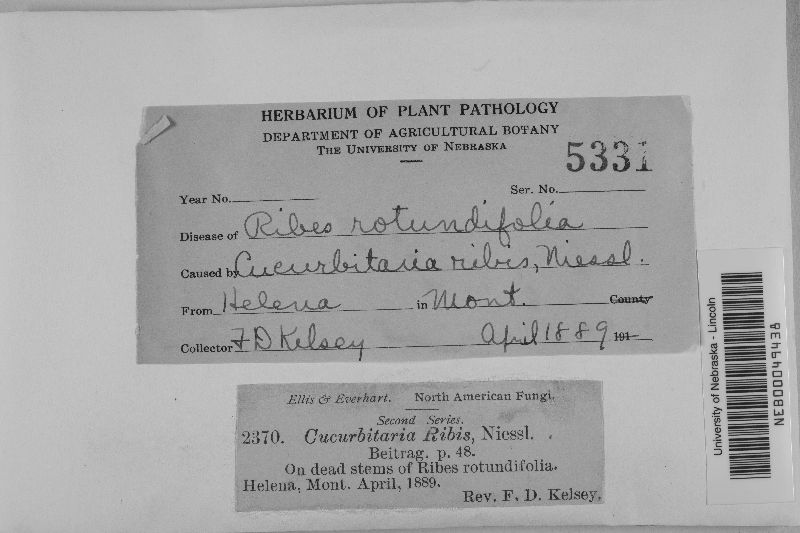 HERBARIUM OF PLANT PATHOLOGY
DEPARTMENT OF AGRICULTURAL BOTANY
THE UNIVERSITY OF NEBRASKA
5331
Year No. Ser. No.
Disease of Ribes rotundifolia
Caused by Cucurbitaria ribis, Niessl.
From Helena in Mont. County
Collector F D Kelsey April 1889 191
Ellis & Everhart. North American Fungi.
Second Series.
2370. Cucurbitaria Ribis, Niessl.
Beitrag. p. 48.
On dead stems of Ribes rotundifolia.
Helena, Mont. April, 1889.
Rev. F. D. Kelsey.
University of Nebraska - Lincoln
NEB00049438